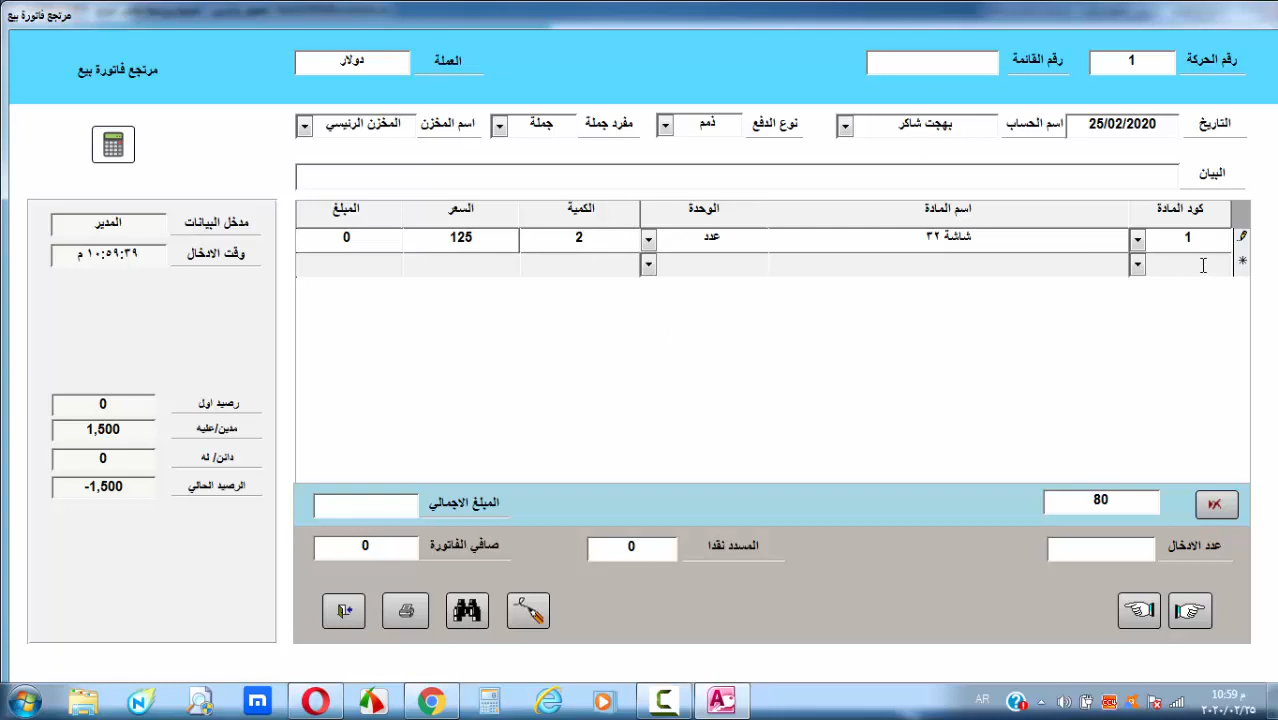 مرتجع فاتورة بيع
رقم الحركة 1 رقم القائمة العملة دولار مرتجع فاتورة بيع
التاريخ 25/02/2020 اسم الحساب بهجت شاكر نوع الدفع ذمم مفرد جملة جملة اسم المخزن المخزن الرئيسي
البيان
كود المادة اسم المادة الوحدة الكمية السعر المبلغ
1 شاشة ٣٢ عدد 2 125 0
مدخل البيانات المدير
وقت الادخال ١٠:٥٩:٣٩ م
رصيد اول 0
مدين/عليه 1,500
دائن/ له 0
الرصيد الحالي -1,500
80 المبلغ الاجمالي
عدد الادخال المسدد نقدا 0 صافي الفاتورة 0
AR 10:59 م
٢٠٢٠/٠٢/٢٥